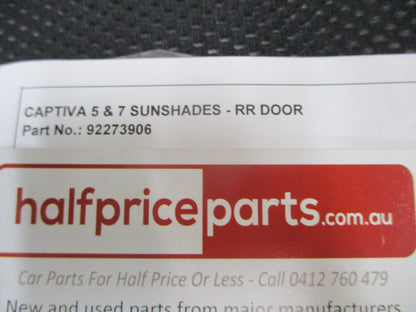 CAPTIVA 5 & 7 SUNSHADES - RR DOOR
Part No.: 92273906
halfpriceparts.com.au
Car Parts For Half Price Or Less - Call 0412 760 479
New and used parts from major manufacturers